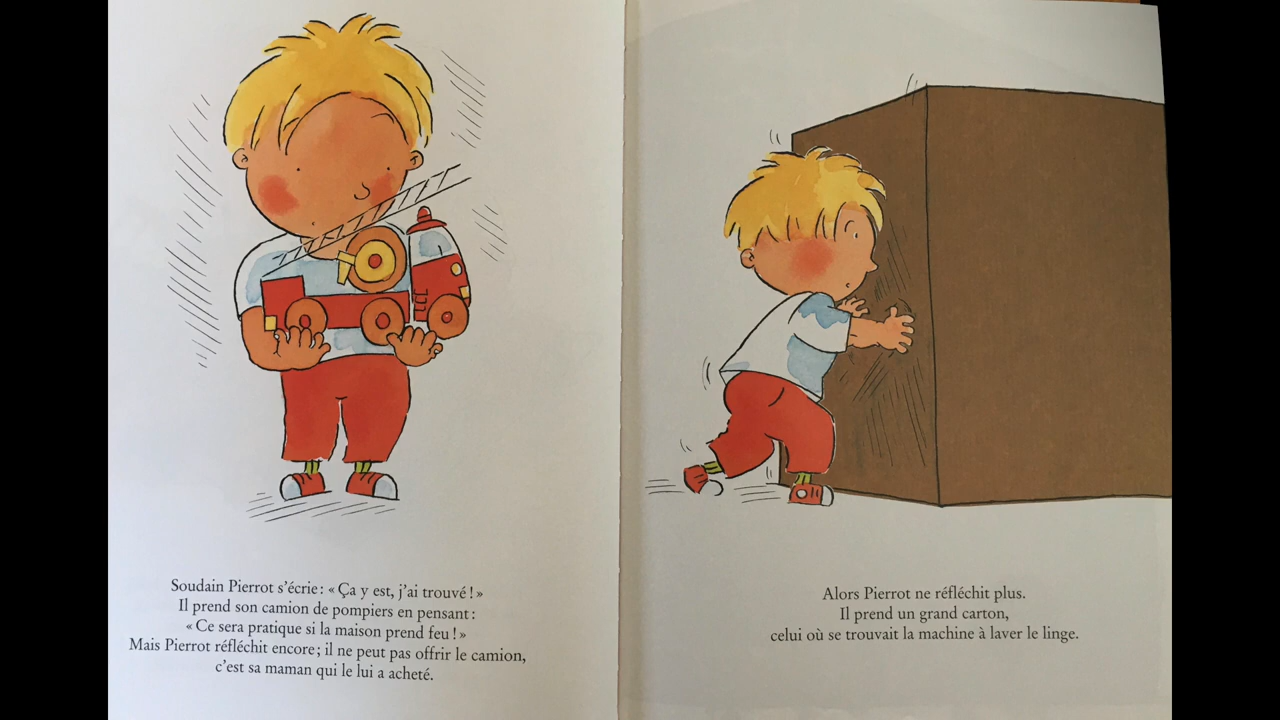 Soudain Pierrot s'écrie : « Ça y est, j'ai trouvé ! »
Il prend son camion de pompiers en pensant :
« Ce sera pratique si la maison prend feu ! »
Mais Pierrot réfléchit encore ; il ne peut pas offrir le camion,
c'est sa maman qui le lui a acheté.
Alors Pierrot ne réfléchit plus.
Il prend un grand carton,
celui où se trouvait la machine à laver le linge.